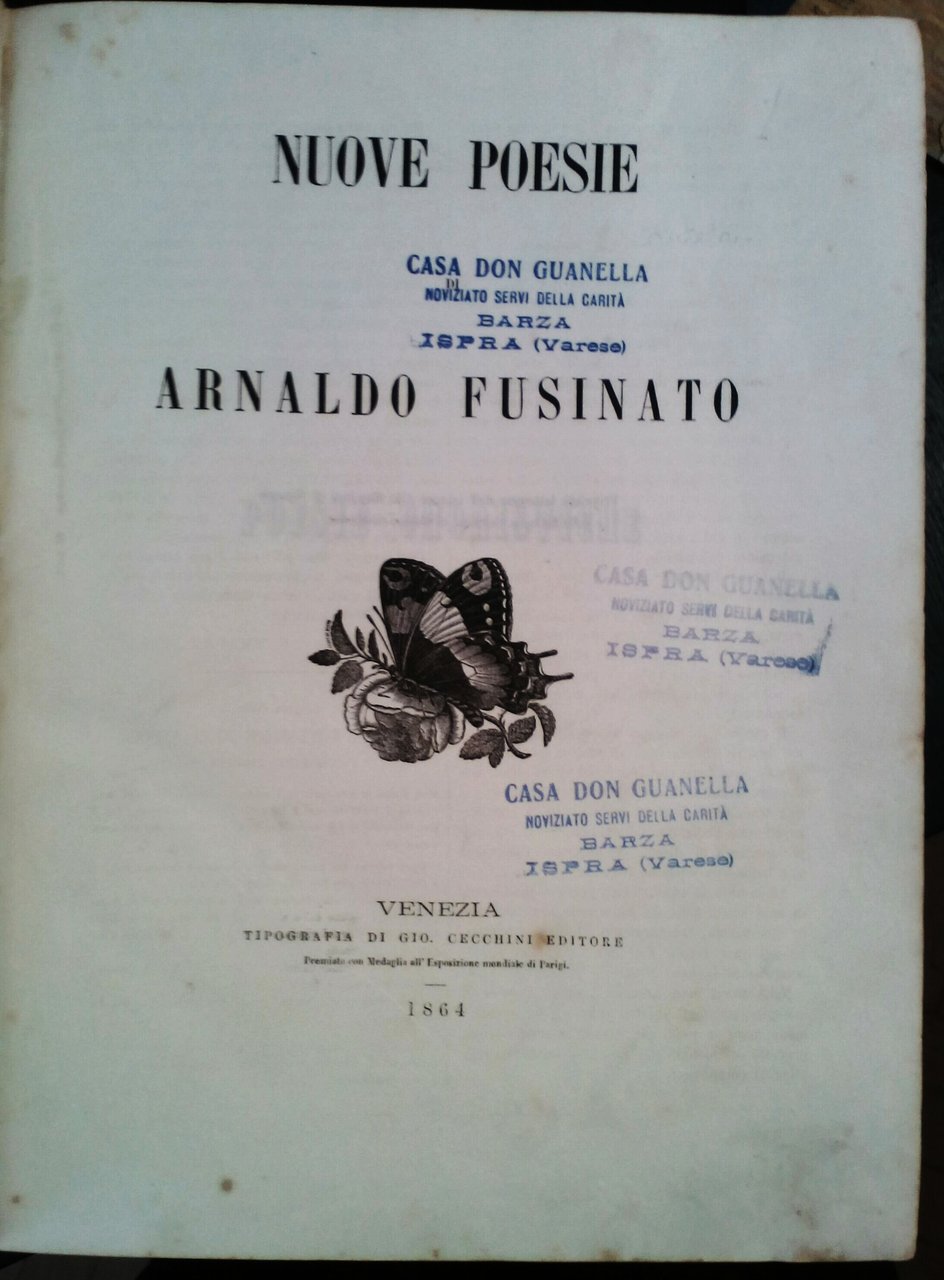 NUOVE POESIE
CASA DON GUANELLA
DI
NOVIZIATO SERVI DELLA CARITÀ
BARZA
ISPRA (Varese)
ARNALDO FUSINATO
CASA DON GUANELLA
NOVIZIATO SERVI DELLA CARITÀ
BARZA
ISPRA (Varese)
CASA DON GUANELLA
NOVIZIATO SERVI DELLA CARITÀ
BARZA
ISPRA (Varese)
VENEZIA
TIPOGRAFIA DI GIO. CECCHINI EDITORE
Premiato con Medaglia all' Esposizione mondiale di Parigi.
1864